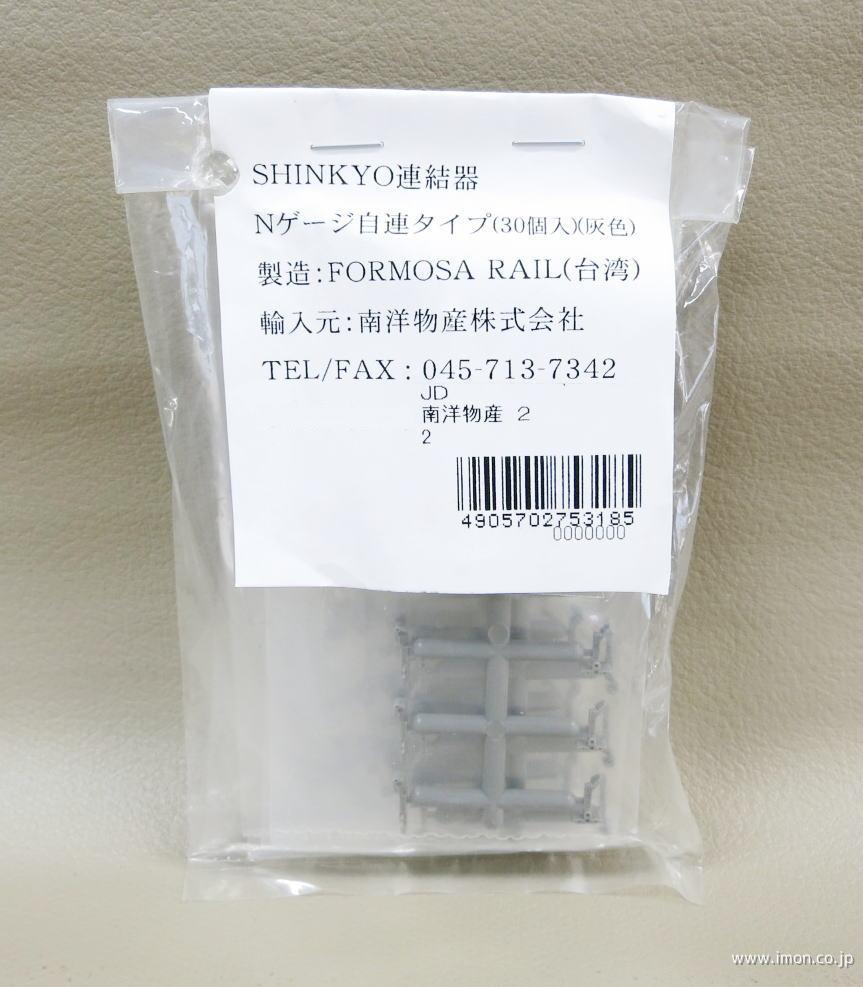 SHINKYO連結器
Nゲージ自連タイプ(30個入)(灰色)
製造:FORMOSA RAIL(台湾)
輸入元:南洋物産株式会社
TEL/FAX:045-713-7342
JD
南洋物産 2
2
4905702753185
0000000
www.imon.co.jp